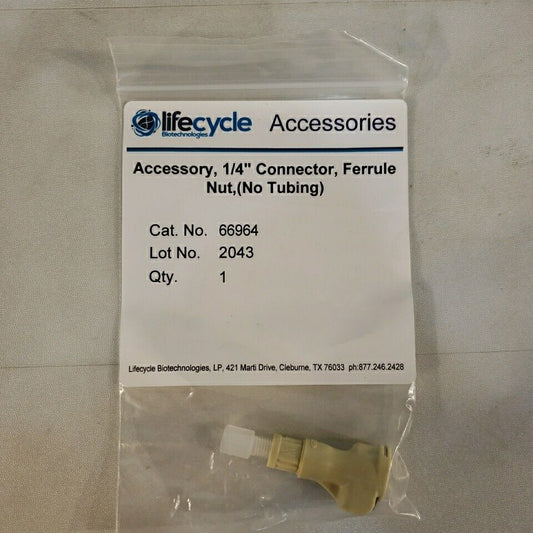 lifecycle Accessories
Biotechnologies
Accessory, 1/4" Connector, Ferrule
Nut,(No Tubing)
Cat. No. 66964
Lot No. 2043
Qty. 1
Lifecycle Biotechnologies, LP, 421 Marti Drive, Cleburne, TX 76033 ph:877.246.2428